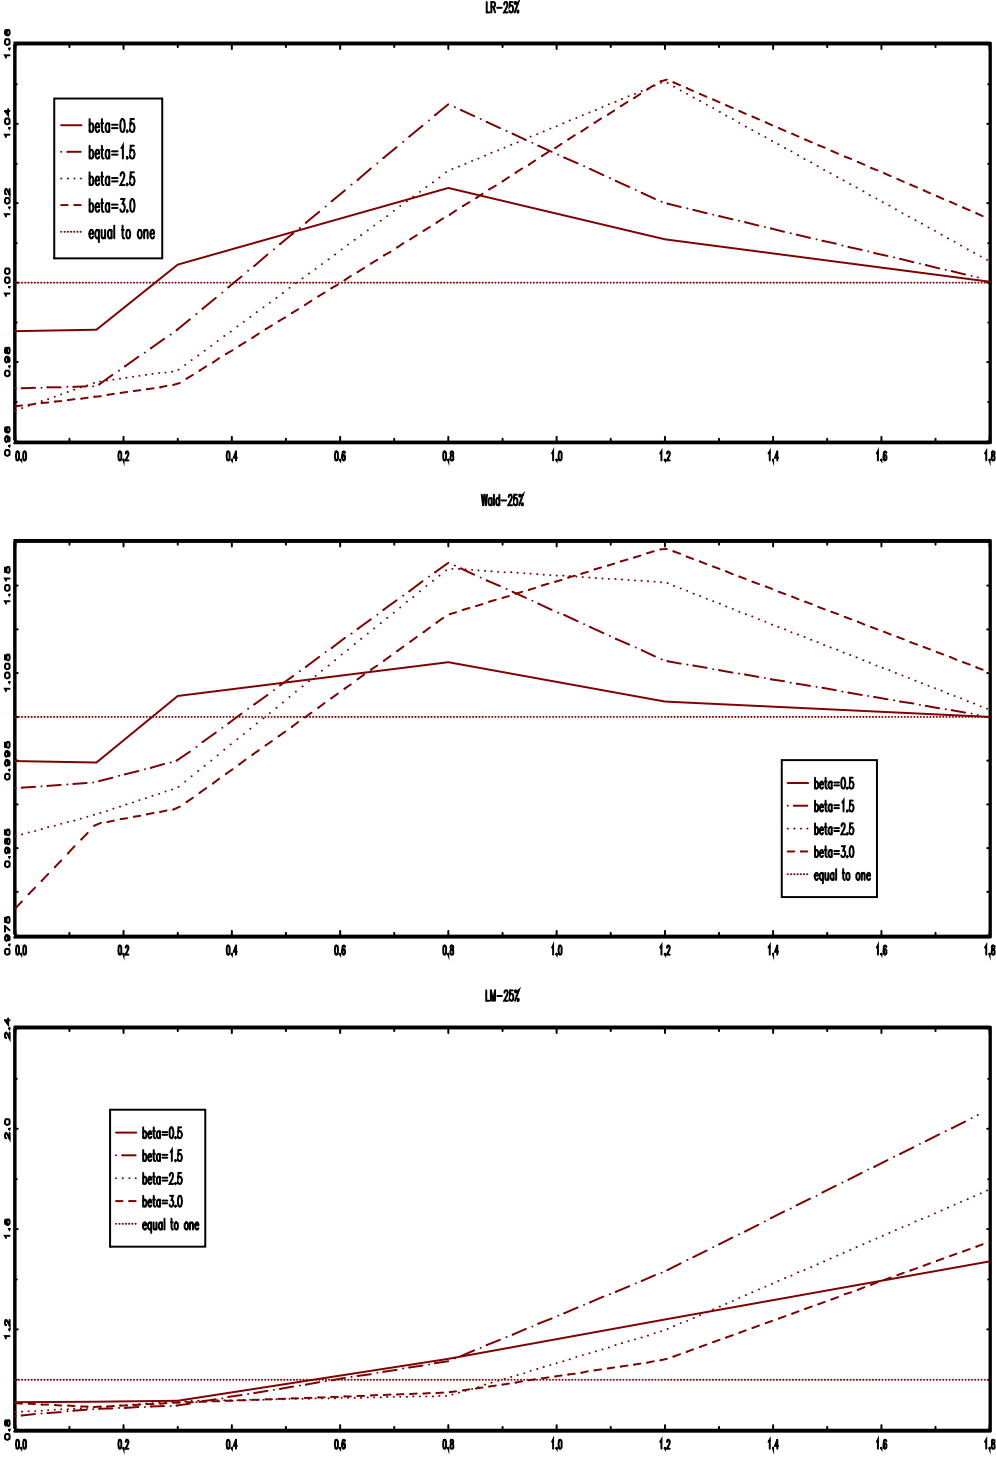 LR-25%
1.06
1.04
1.02
1.00
0.98
0.96
beta=0.5
beta=1.5
beta=2.5
beta=3.0
equal to one
0.0 0.2 0.4 0.6 0.8 1.0 1.2 1.4 1.6 1.8
Wald-25%
1.015
1.005
0.995
0.985
0.975
beta=0.5
beta=1.5
beta=2.5
beta=3.0
equal to one
0.0 0.2 0.4 0.6 0.8 1.0 1.2 1.4 1.6 1.8
LM-25%
2.4
2.0
1.6
1.2
0.8
beta=0.5
beta=1.5
beta=2.5
beta=3.0
equal to one
0.0 0.2 0.4 0.6 0.8 1.0 1.2 1.4 1.6 1.8